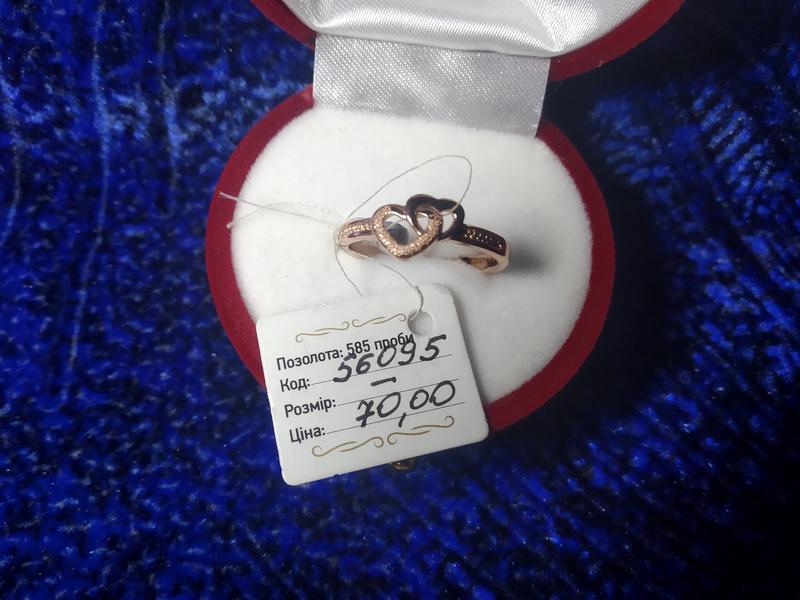 Позолота: 585 проби
Код: 56095
Розмір: –
Ціна: 70,00